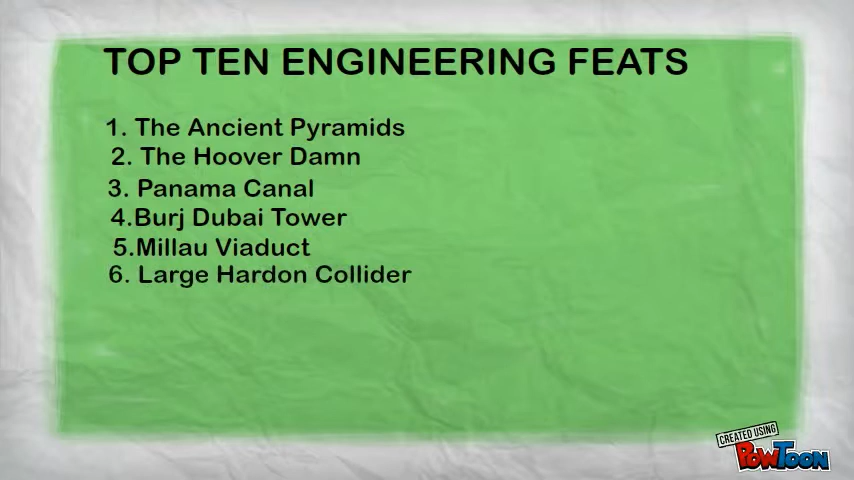 TOP TEN ENGINEERING FEATS
1. The Ancient Pyramids
2. The Hoover Damn
3. Panama Canal
4.Burj Dubai Tower
5.Millau Viaduct
6. Large Hardon Collider
CREATED USING
POWTOON